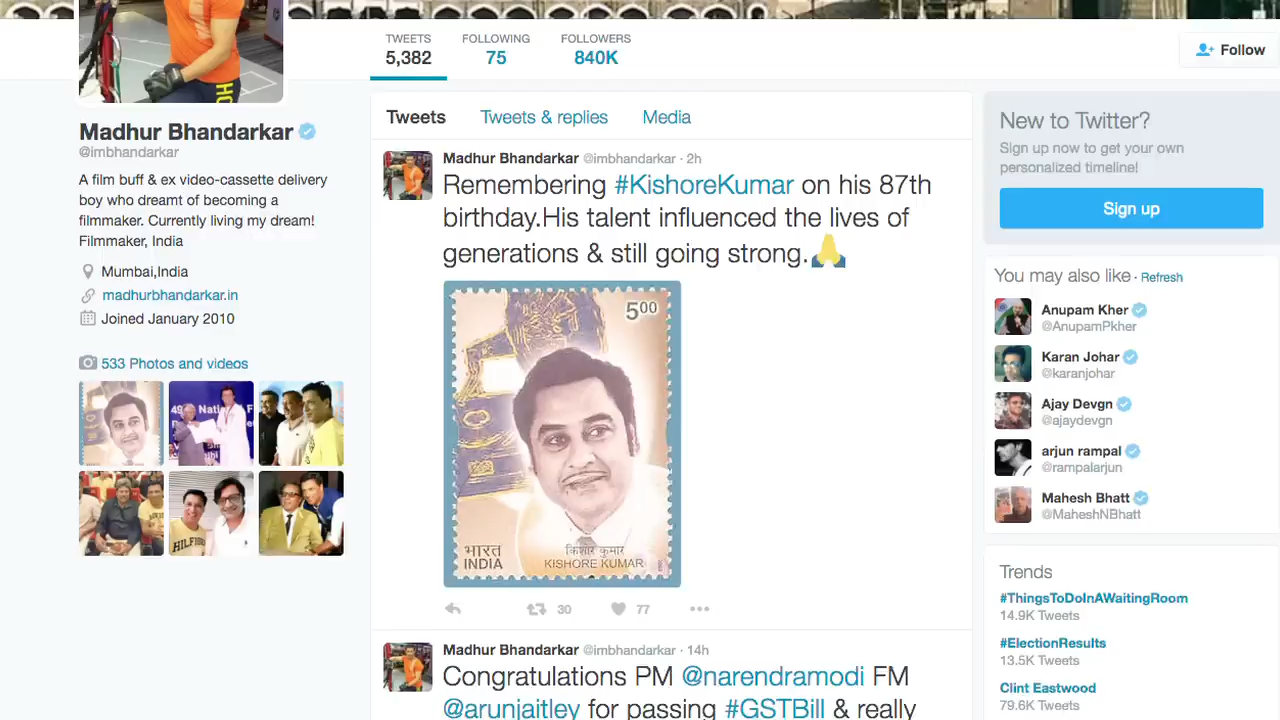 TWEETS
5,382
FOLLOWING
75
FOLLOWERS
840K
Follow
Madhur Bhandarkar
@imbhandarkar
A film buff & ex video-cassette delivery
boy who dreamt of becoming a
filmmaker. Currently living my dream!
Filmmaker, India
Mumbai,India
madhurbhandarkar.in
Joined January 2010
533 Photos and videos
HILFIGER
Tweets
Tweets & replies
Media
Madhur Bhandarkar @imbhandarkar · 2h
Remembering #KishoreKumar on his 87th
birthday.His talent influenced the lives of
generations & still going strong.🙏
500
भारत
INDIA
किशोर कुमार
KISHORE KUMAR
30
77
Madhur Bhandarkar @imbhandarkar · 14h
Congratulations PM @narendramodi FM
@arunjaitley for passing #GSTBill & really
New to Twitter?
Sign up now to get your own
personalized timeline!
Sign up
You may also like · Refresh
Anupam Kher
@AnupamPkher
Karan Johar
@karanjohar
Ajay Devgn
@ajaydevgn
arjun rampal
@rampalarjun
Mahesh Bhatt
@MaheshNBhatt
Trends
#ThingsToDoInAWaitingRoom
14.9K Tweets
#ElectionResults
13.5K Tweets
Clint Eastwood
79.6K Tweets